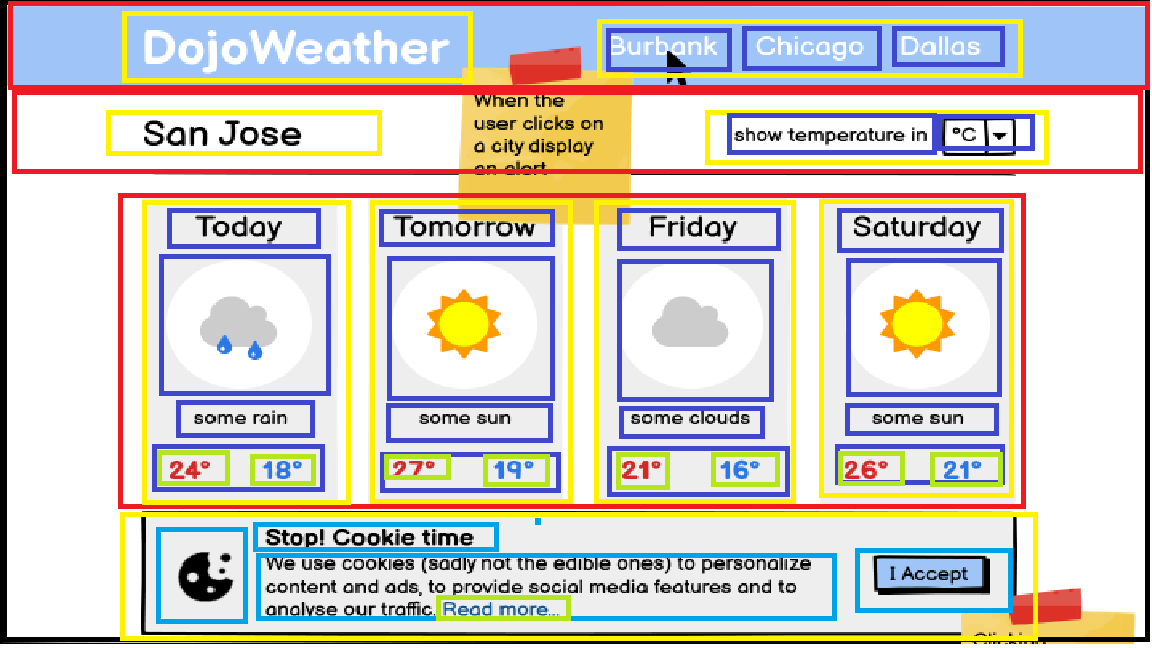 DojoWeather
Burbank Chicago Dallas
When the
user clicks on
a city display
an alert
San Jose
show temperature in °C
Today Tomorrow Friday Saturday
some rain some sun some clouds some sun
24° 18° 27° 19° 21° 16° 26° 21°
Stop! Cookie time
We use cookies (sadly not the edible ones) to personalize
content and ads, to provide social media features and to
analyse our traffic. Read more...
I Accept